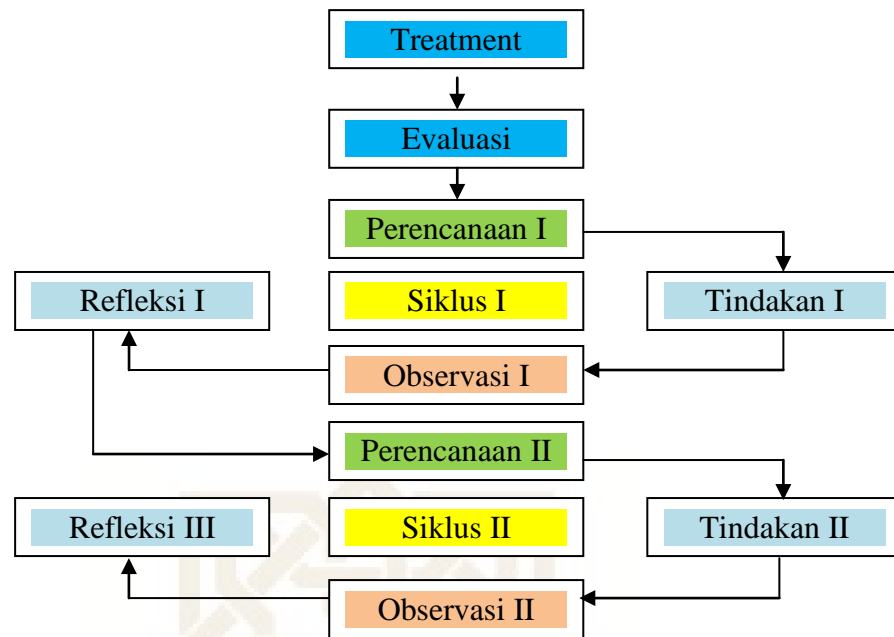 Treatment
Evaluasi
Perencanaan I
Refleksi I
Siklus I
Tindakan I
Observasi I
Perencanaan II
Refleksi III
Siklus II
Tindakan II
Observasi II